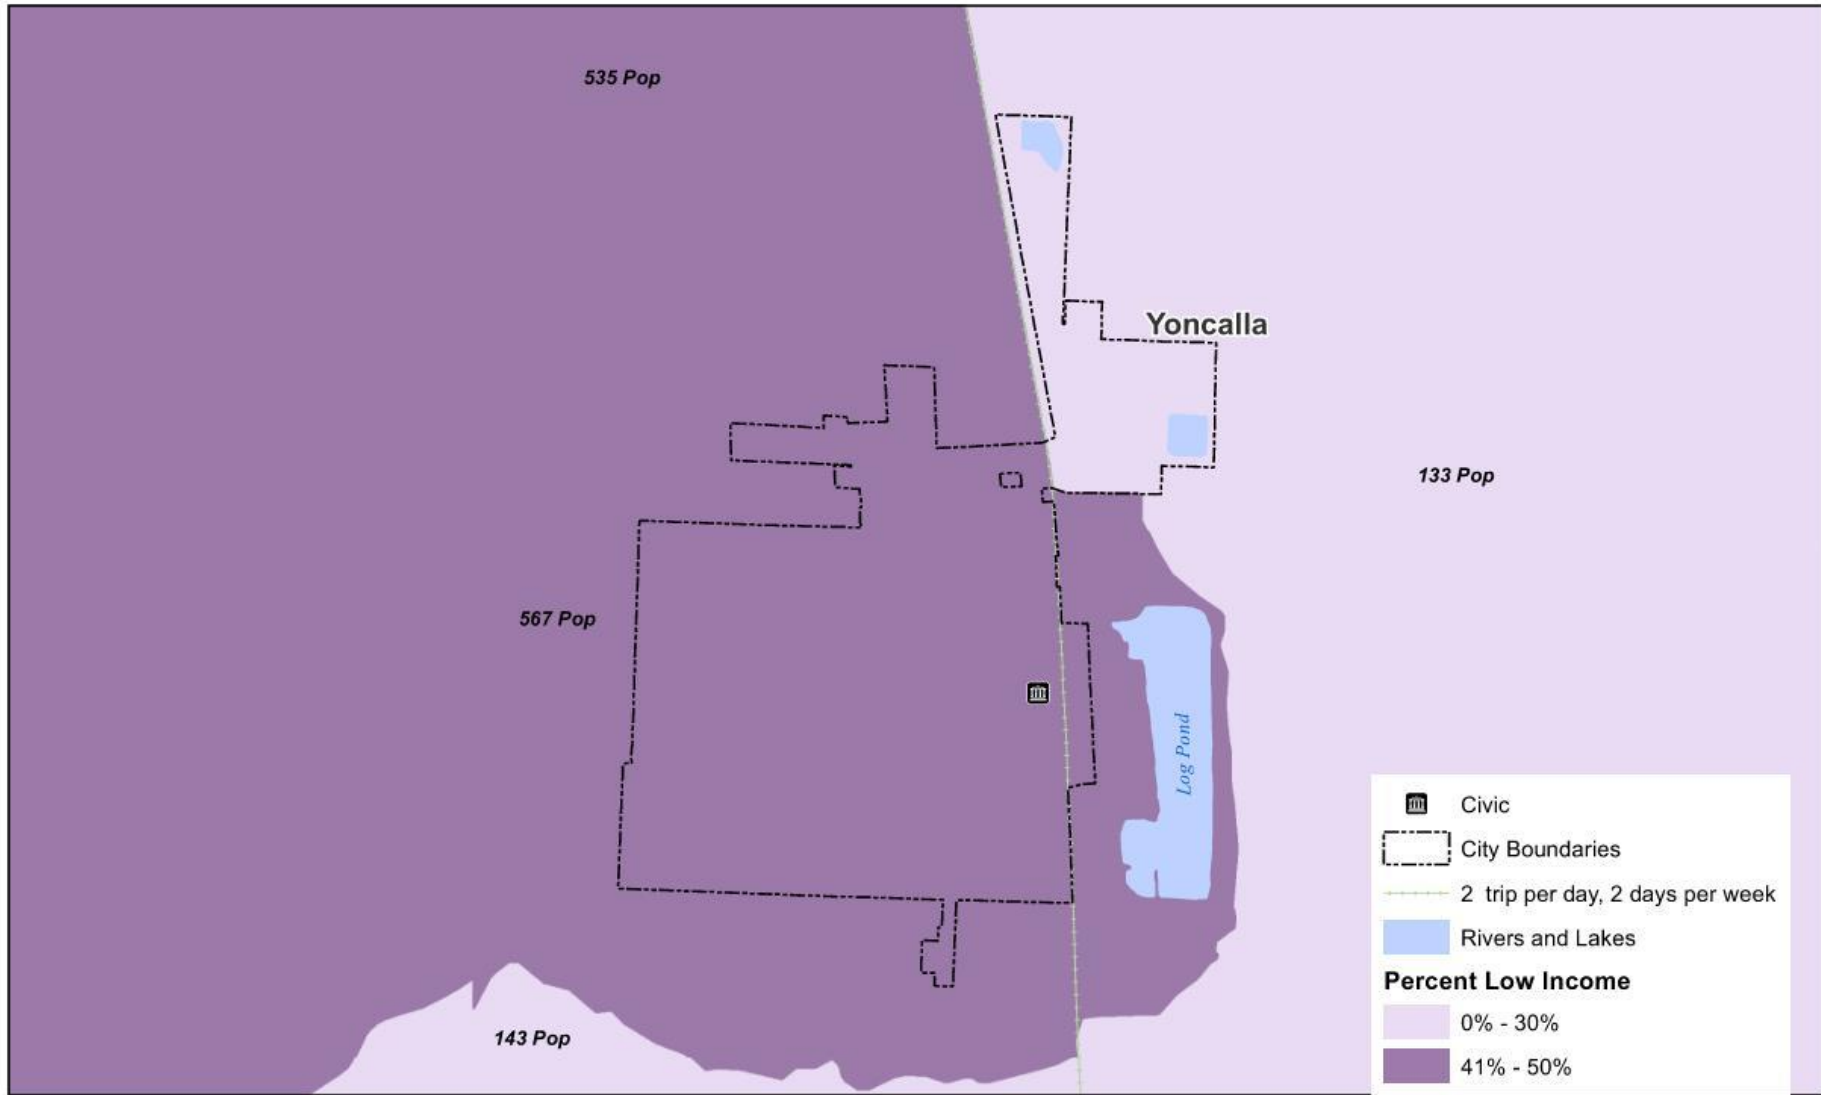 535 Pop
Yoncalla
133 Pop
567 Pop
Log Pond
143 Pop
Civic
City Boundaries
2 trip per day, 2 days per week
Rivers and Lakes
Percent Low Income
0% - 30%
41% - 50%